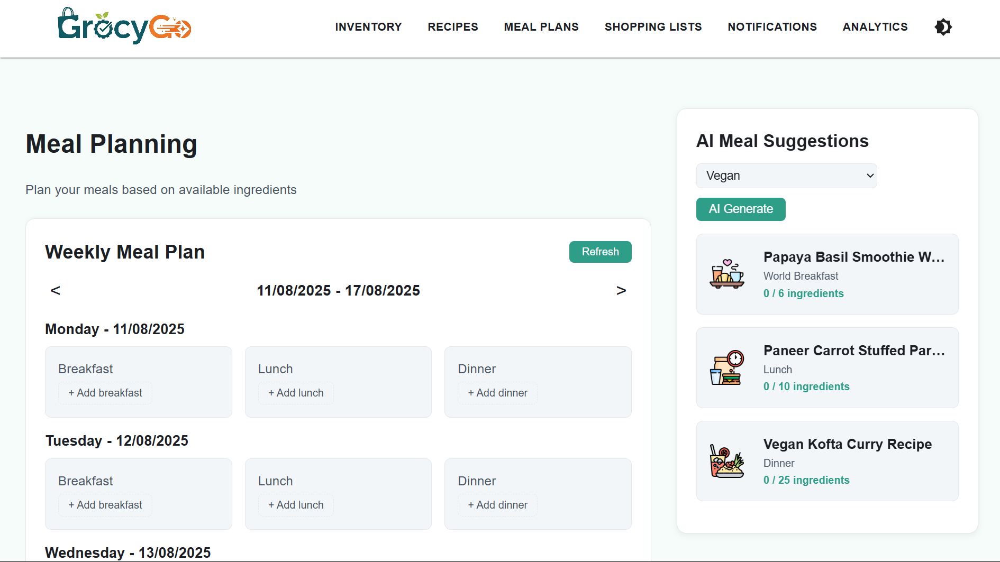 GrocyGo
INVENTORY
RECIPES
MEAL PLANS
SHOPPING LISTS
NOTIFICATIONS
ANALYTICS
Meal Planning
Plan your meals based on available ingredients
Weekly Meal Plan
Refresh
<
11/08/2025 - 17/08/2025
>
Monday - 11/08/2025
Breakfast
+ Add breakfast
Lunch
+ Add lunch
Dinner
+ Add dinner
Tuesday - 12/08/2025
Breakfast
+ Add breakfast
Lunch
+ Add lunch
Dinner
+ Add dinner
Wednesday - 13/08/2025
AI Meal Suggestions
Vegan
AI Generate
Papaya Basil Smoothie W...
World Breakfast
0 / 6 ingredients
Paneer Carrot Stuffed Par...
Lunch
0 / 10 ingredients
Vegan Kofta Curry Recipe
Dinner
0 / 25 ingredients